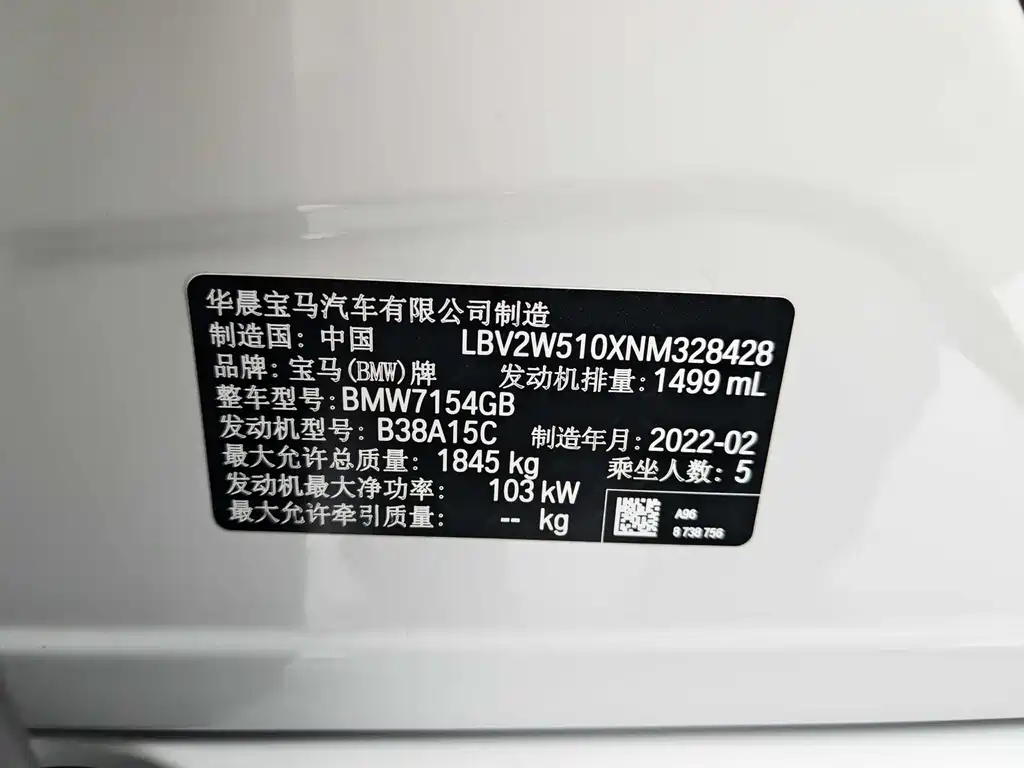 华晨宝马汽车有限公司制造
制造国: 中国 LBV2W510XNM328428
品牌: 宝马(BMW)牌 发动机排量: 1499 mL
整车型号: BMW7154GB
发动机型号: B38A15C 制造年月: 2022-02
最大允许总质量: 1845 kg 乘坐人数: 5
发动机最大净功率: 103 kW
最大允许牵引质量: -- kg
A96
8 738 756